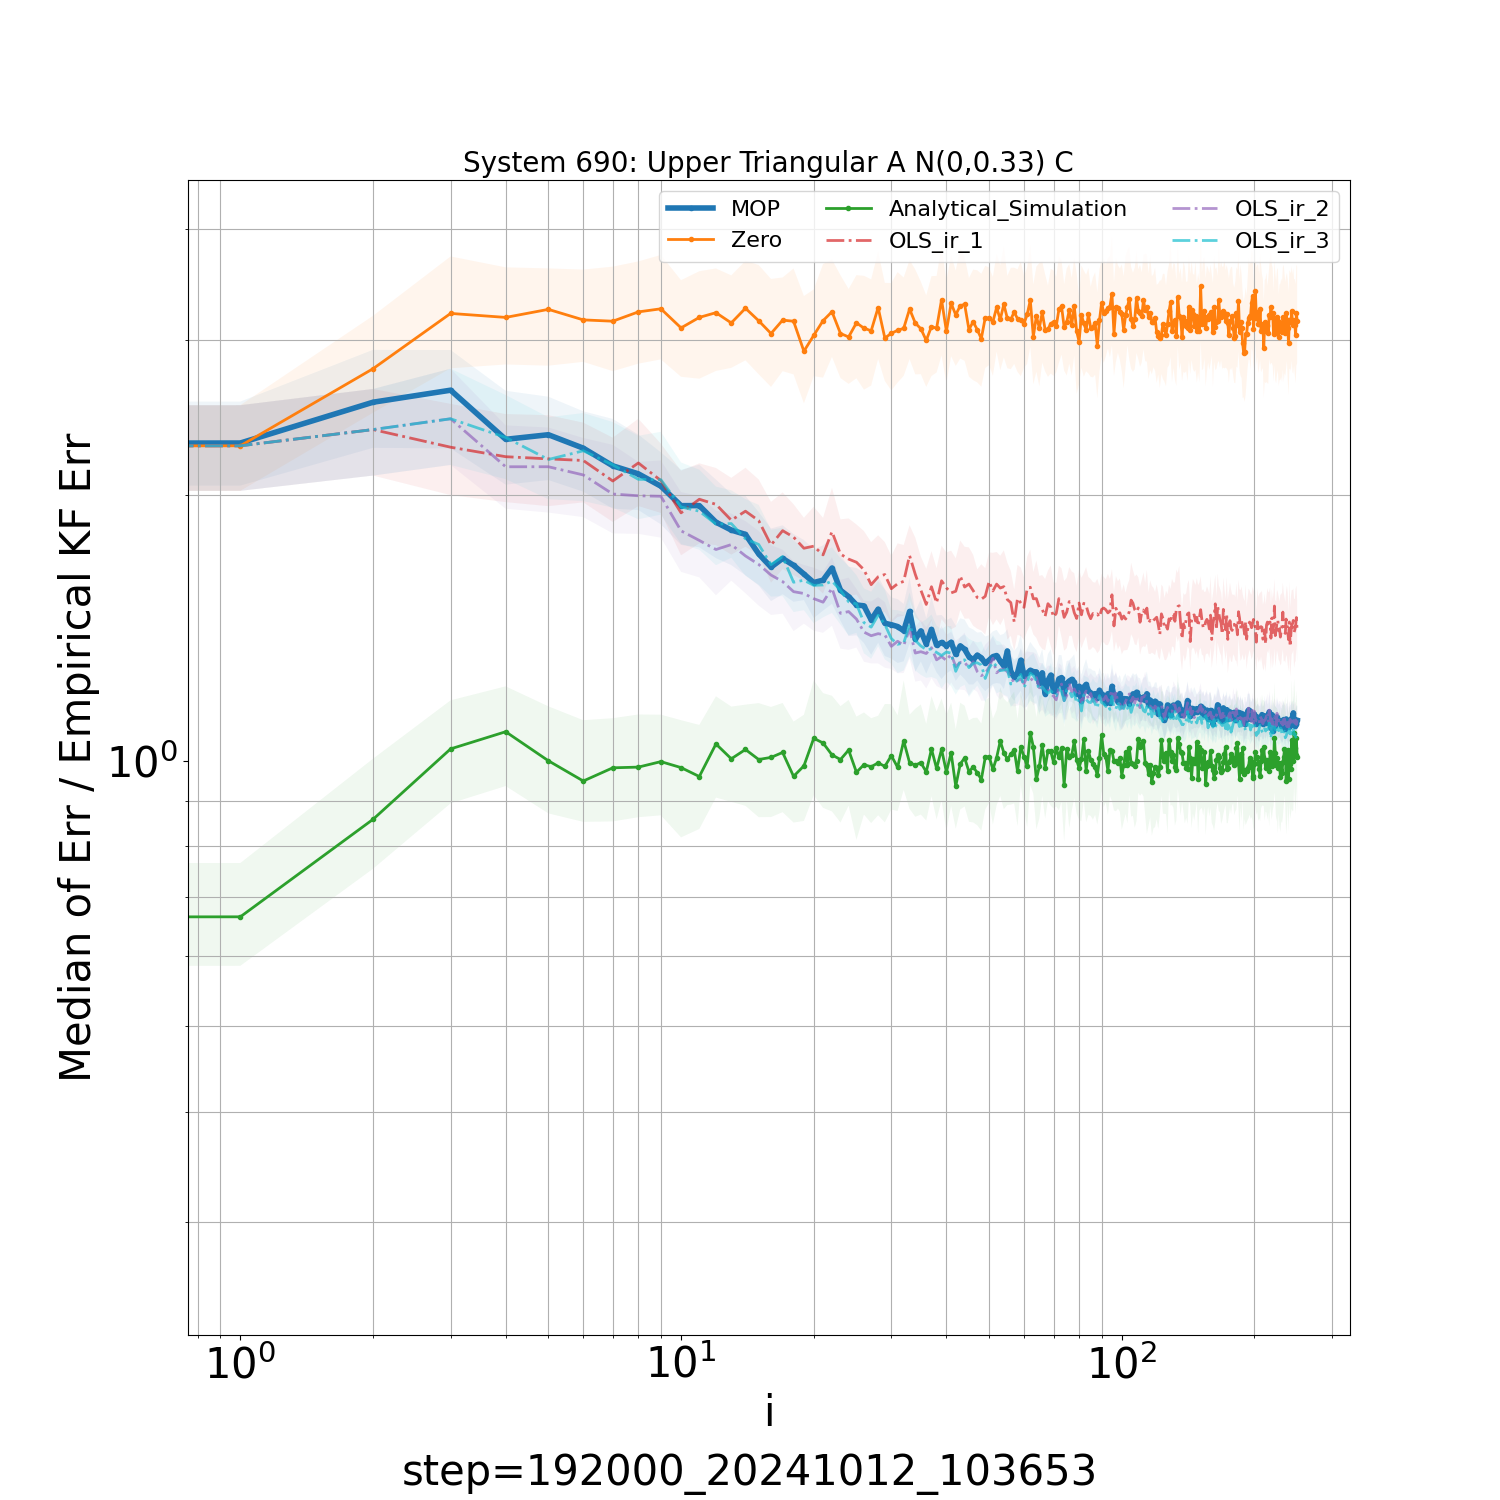 System 690: Upper Triangular A N(0,0.33) C
MOP
Zero
Analytical_Simulation
OLS_ir_1
OLS_ir_2
OLS_ir_3
Median of Err / Empirical KF Err
10⁰
10⁰ 10¹ 10²
i
step=192000_20241012_103653